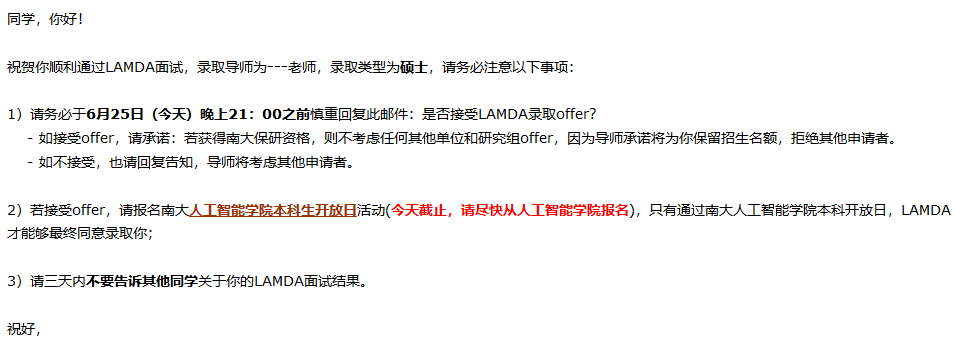 同学，你好！
祝贺你顺利通过LAMDA面试，录取导师为---老师，录取类型为硕士，请务必注意以下事项：
1）请务必于6月25日（今天）晚上21：00之前慎重回复此邮件：是否接受LAMDA录取offer？
- 如接受offer，请承诺：若获得南大保研资格，则不考虑任何其他单位和研究组offer，因为导师承诺将为你保留招生名额，拒绝其他申请者。
- 如不接受，也请回复告知，导师将考虑其他申请者。
2）若接受offer，请报名南大人工智能学院本科生开放日活动(今天截止，请尽快从人工智能学院报名)，只有通过南大人工智能学院本科开放日，LAMDA
才能够最终同意录取你；
3）请三天内不要告诉其他同学关于你的LAMDA面试结果。
祝好，